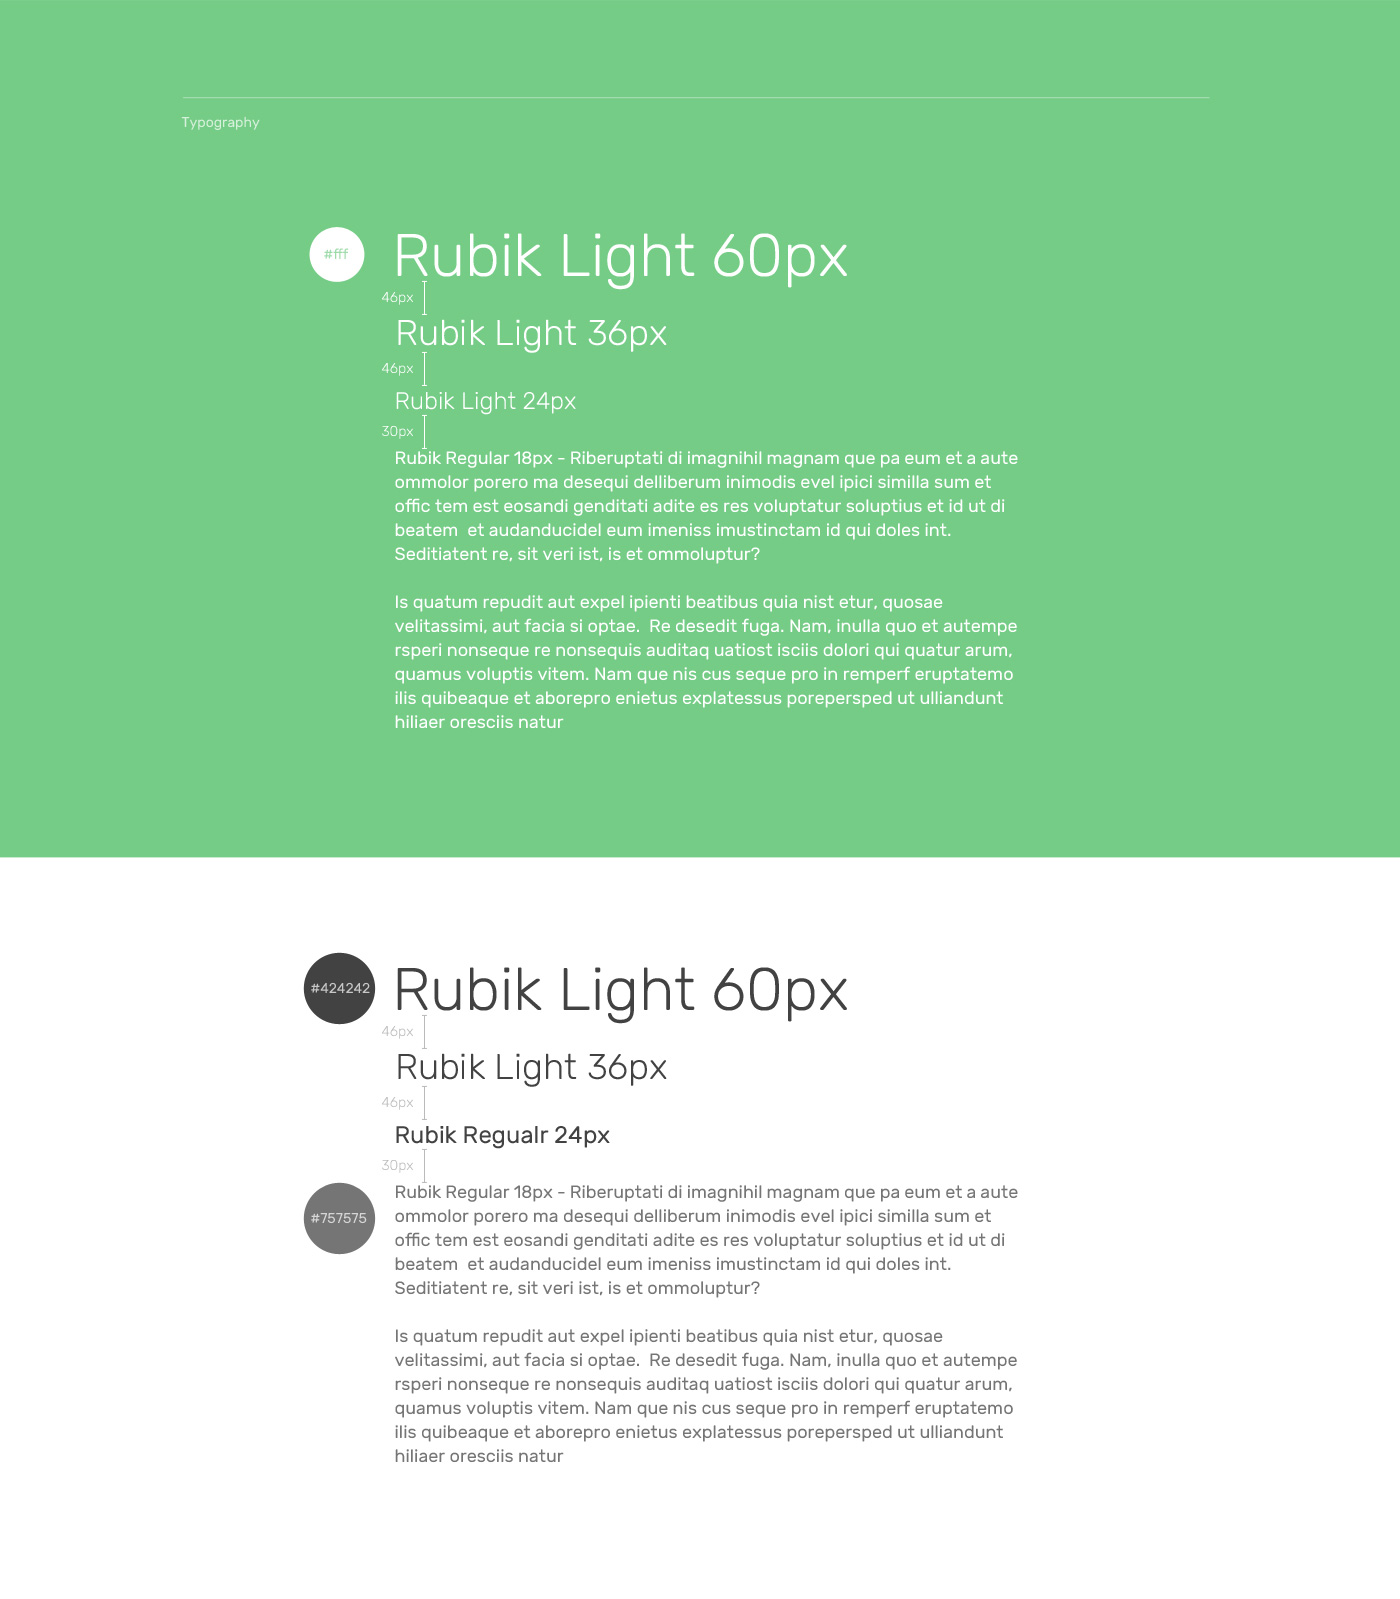 Typography
#fff
Rubik Light 60px
46px
Rubik Light 36px
46px
Rubik Light 24px
30px
Rubik Regular 18px - Riberuptati di imagnihil magnam que pa eum et a aute
ommolor porero ma desequi delliberum inimodis evel ipici similla sum et
offic tem est eosandi genditati adite es res voluptatur soluptius et id ut di
beatem  et audanducidel eum imeniss imustinctam id qui doles int.
Seditiatent re, sit veri ist, is et ommoluptur?
Is quatum repudit aut expel ipienti beatibus quia nist etur, quosae
velitassimi, aut facia si optae.  Re desedit fuga. Nam, inulla quo et autempe
rsperi nonseque re nonsequis auditaq uatiost isciis dolori qui quatur arum,
quamus voluptis vitem. Nam que nis cus seque pro in remperf eruptatemo
ilis quibeaque et aborepro enietus explatessus porepersped ut ulliandunt
hiliaer oresciis natur
#424242
Rubik Light 60px
46px
Rubik Light 36px
46px
Rubik Regualr 24px
30px
#757575
Rubik Regular 18px - Riberuptati di imagnihil magnam que pa eum et a aute
ommolor porero ma desequi delliberum inimodis evel ipici similla sum et
offic tem est eosandi genditati adite es res voluptatur soluptius et id ut di
beatem  et audanducidel eum imeniss imustinctam id qui doles int.
Seditiatent re, sit veri ist, is et ommoluptur?
Is quatum repudit aut expel ipienti beatibus quia nist etur, quosae
velitassimi, aut facia si optae.  Re desedit fuga. Nam, inulla quo et autempe
rsperi nonseque re nonsequis auditaq uatiost isciis dolori qui quatur arum,
quamus voluptis vitem. Nam que nis cus seque pro in remperf eruptatemo
ilis quibeaque et aborepro enietus explatessus porepersped ut ulliandunt
hiliaer oresciis natur